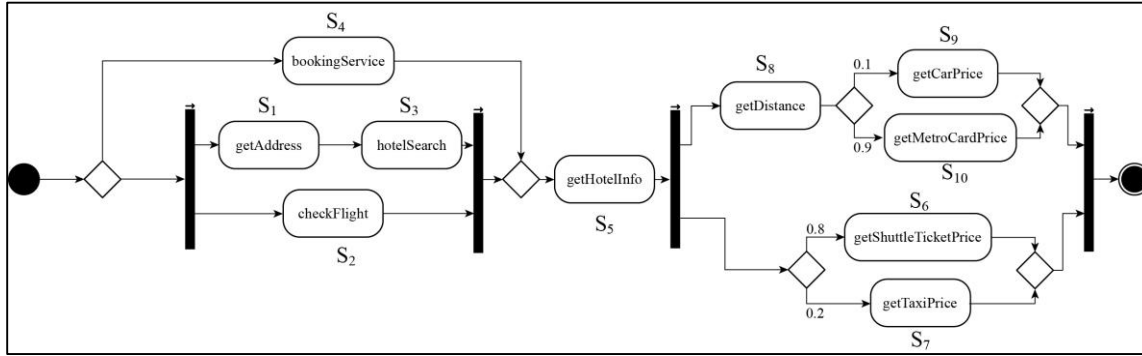 S4
bookingService
S1
getAddress
S3
hotelSearch
checkFlight
S2
getHotelInfo
S5
S8
getDistance
0.1
0.9
S9
getCarPrice
getMetroCardPrice
S10
0.8
0.2
S6
getShuttleTicketPrice
getTaxiPrice
S7